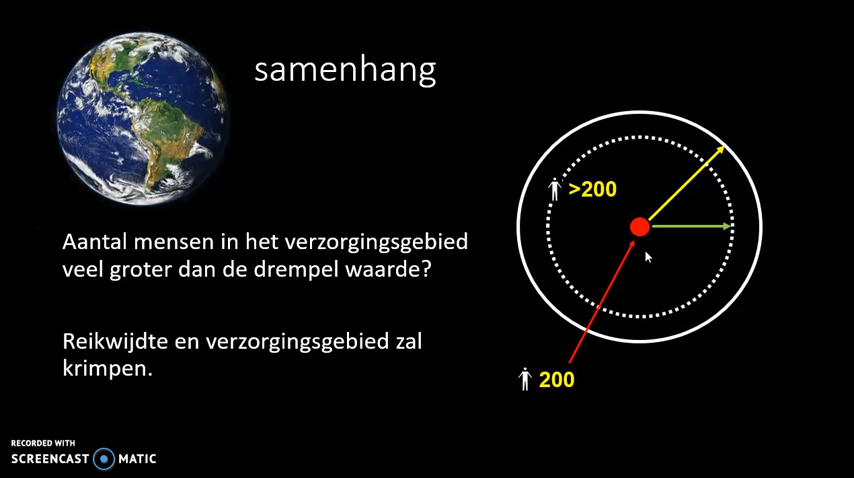 samenhang
>200
Aantal mensen in het verzorgingsgebied
veel groter dan de drempel waarde?
Reikwijdte en verzorgingsgebied zal
krimpen.
200
RECORDED WITH
SCREENCAST MATIC